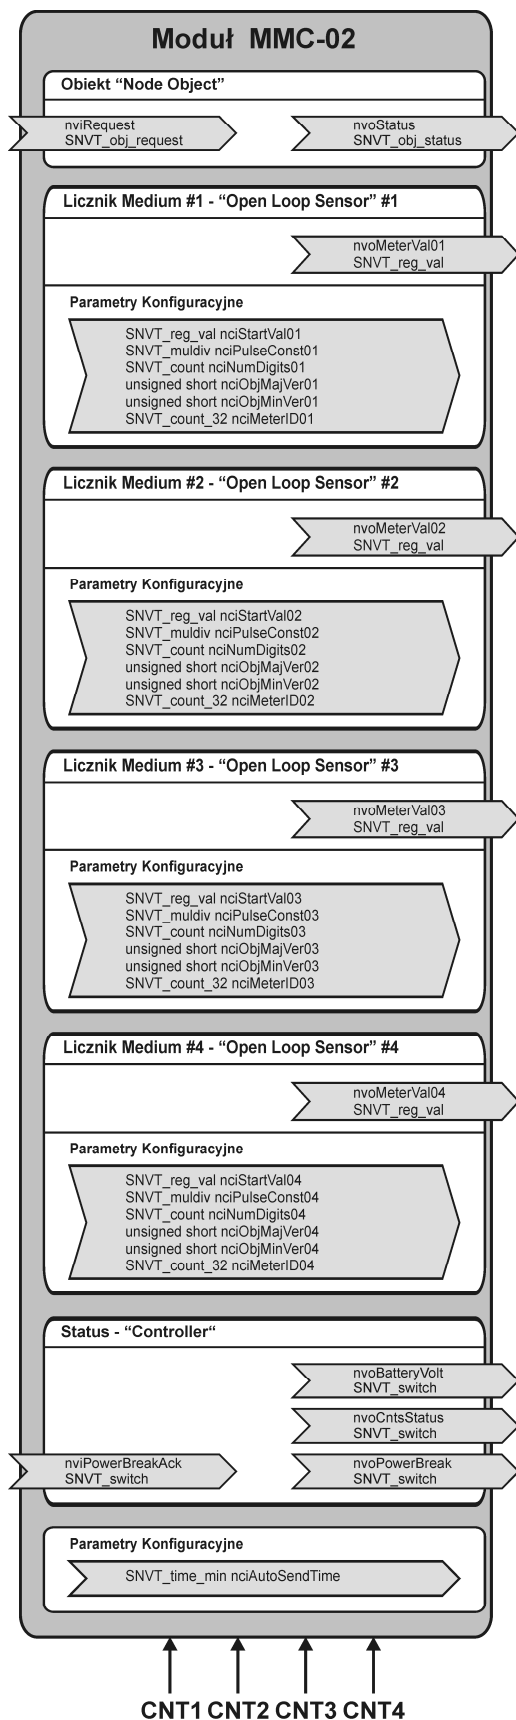 Moduł MMC-02
Obiekt “Node Object”
nviRequest
SNVT_obj_request
nvoStatus
SNVT_obj_status
Licznik Medium #1 - “Open Loop Sensor” #1
nvoMeterVal01
SNVT_reg_val
Parametry Konfiguracyjne
SNVT_reg_val nciStartVal01
SNVT_muldiv nciPulseConst01
SNVT_count nciNumDigits01
unsigned short nciObjMajVer01
unsigned short nciObjMinVer01
SNVT_count_32 nciMeterID01
Licznik Medium #2 - “Open Loop Sensor” #2
nvoMeterVal02
SNVT_reg_val
Parametry Konfiguracyjne
SNVT_reg_val nciStartVal02
SNVT_muldiv nciPulseConst02
SNVT_count nciNumDigits02
unsigned short nciObjMajVer02
unsigned short nciObjMinVer02
SNVT_count_32 nciMeterID02
Licznik Medium #3 - “Open Loop Sensor” #3
nvoMeterVal03
SNVT_reg_val
Parametry Konfiguracyjne
SNVT_reg_val nciStartVal03
SNVT_muldiv nciPulseConst03
SNVT_count nciNumDigits03
unsigned short nciObjMajVer03
unsigned short nciObjMinVer03
SNVT_count_32 nciMeterID03
Licznik Medium #4 - “Open Loop Sensor” #4
nvoMeterVal04
SNVT_reg_val
Parametry Konfiguracyjne
SNVT_reg_val nciStartVal04
SNVT_muldiv nciPulseConst04
SNVT_count nciNumDigits04
unsigned short nciObjMajVer04
unsigned short nciObjMinVer04
SNVT_count_32 nciMeterID04
Status - “Controller“
nvoBatteryVolt
SNVT_switch
nvoCntsStatus
SNVT_switch
nviPowerBreakAck
SNVT_switch
nvoPowerBreak
SNVT_switch
Parametry Konfiguracyjne
SNVT_time_min nciAutoSendTime
CNT1 CNT2 CNT3 CNT4